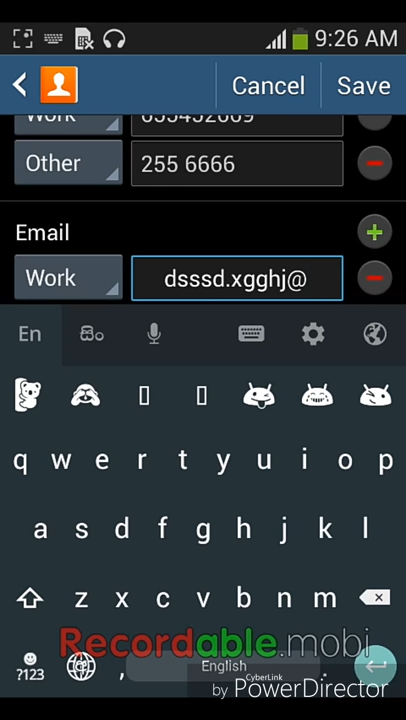 9:26 AM
Cancel
Save
Work
655452669
Other
255 6666
Email
Work
dsssd.xgghj@
En
සිං
q w e r t y u i o p
a s d f g h j k l
z x c v b n m
Recordable.mobi
?123
,
English
.
CyberLink
by PowerDirector